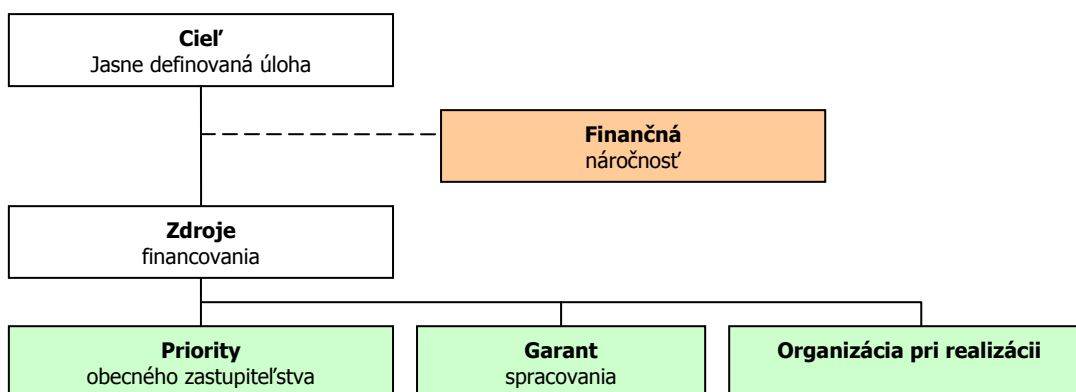 Cieľ
Jasne definovaná úloha
Finančná
náročnosť
Zdroje
financovania
Priority
obecného zastupiteľstva
Garant
spracovania
Organizácia pri realizácii